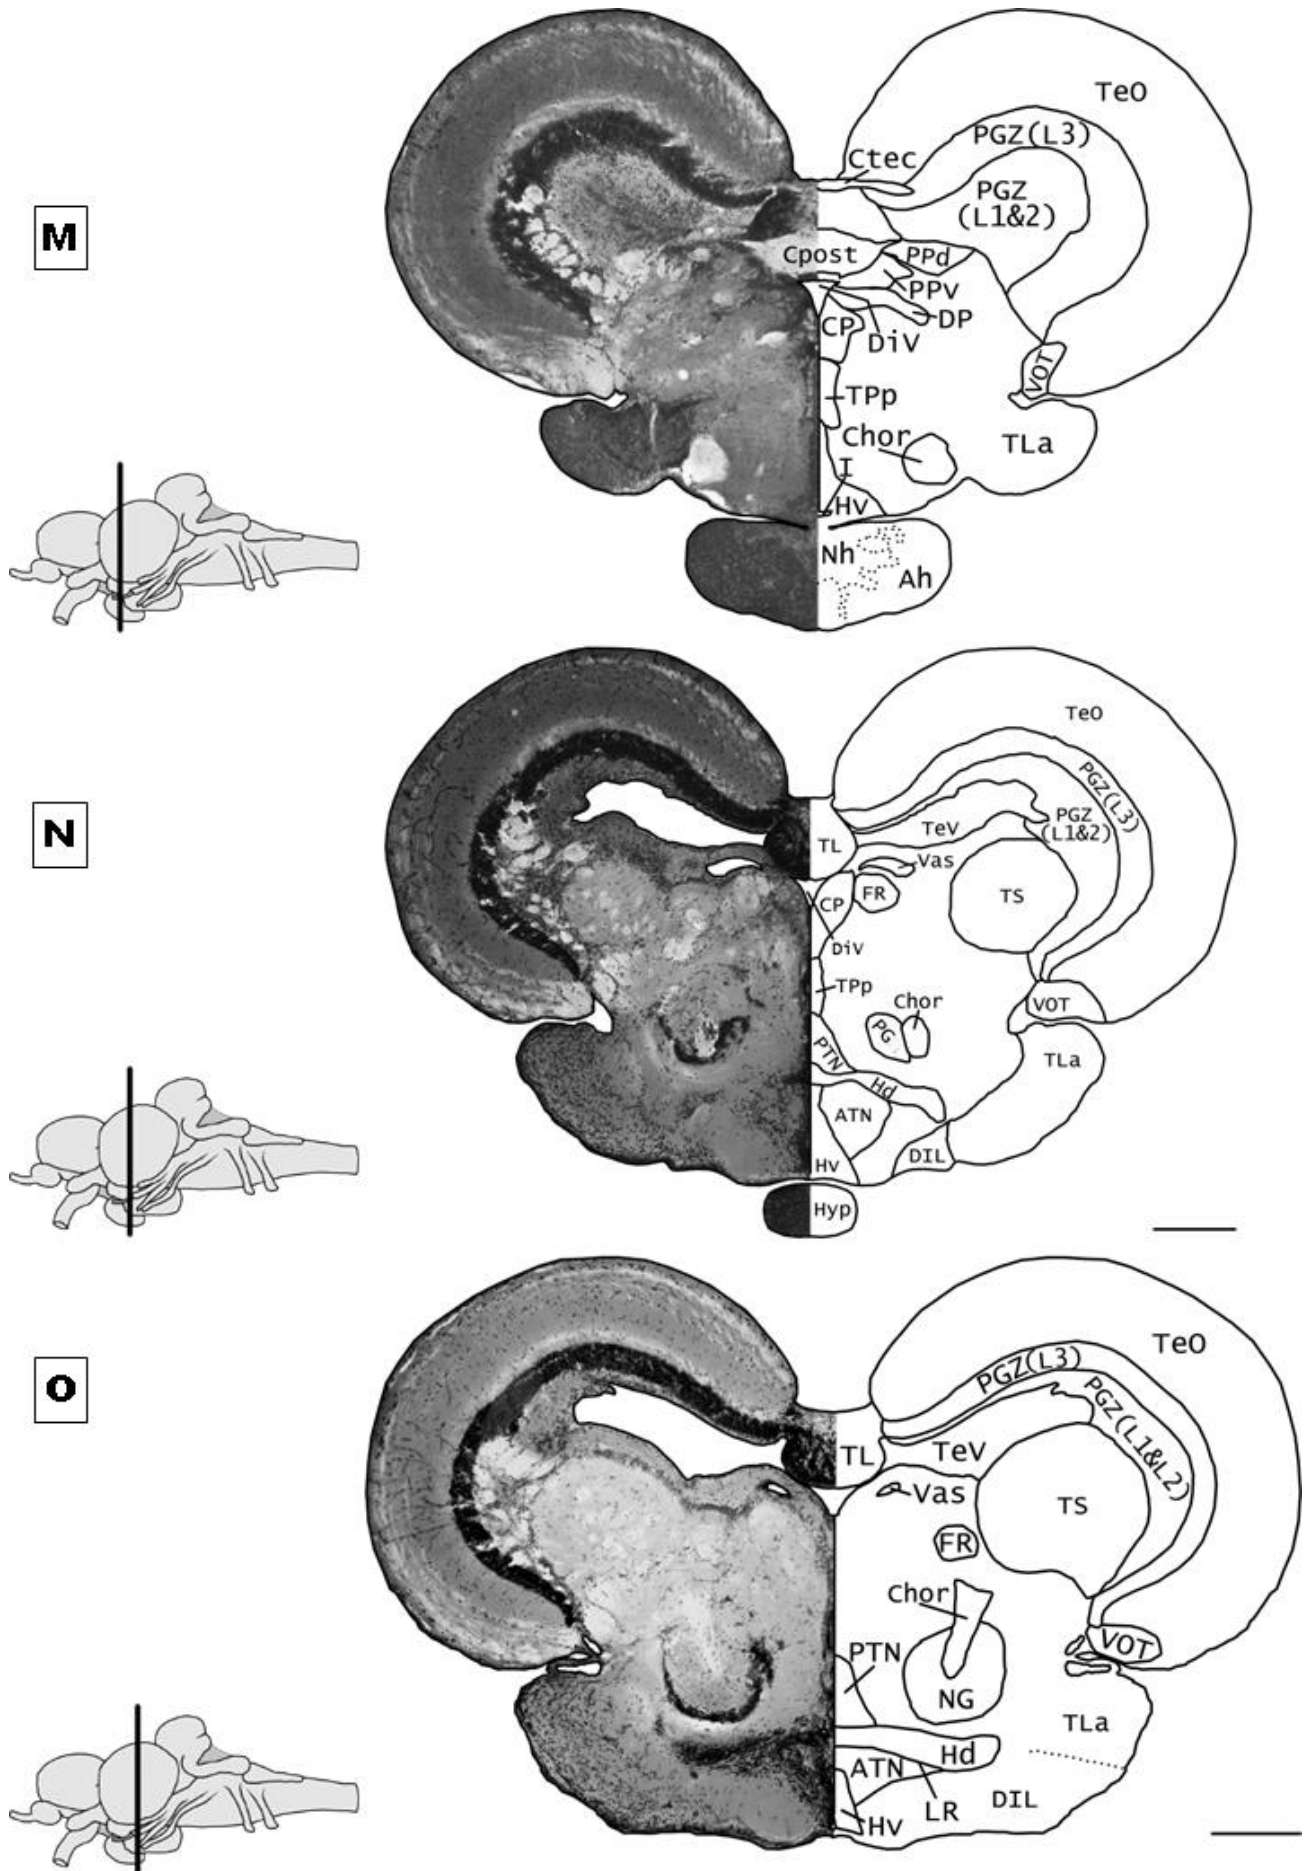 M
TeO
PGZ(L3)
Ctec
PGZ
(L1&2)
Cpost
PPd
PPv
DP
CP
DiV
VOT
TPp
Chor
TLa
I
Hv
Nh
Ah
N
TeO
PGZ(L3)
PGZ
(L1&2)
TeV
TL
Vas
FR
TS
CP
DiV
TPp
Chor
VOT
PG
PTN
TLa
Hd
ATN
DIL
Hv
Hyp
O
TeO
PGZ(L3)
PGZ(L1&L2)
TL
TeV
Vas
TS
FR
Chor
VOT
PTN
NG
TLa
Hd
ATN
DIL
LR
Hv